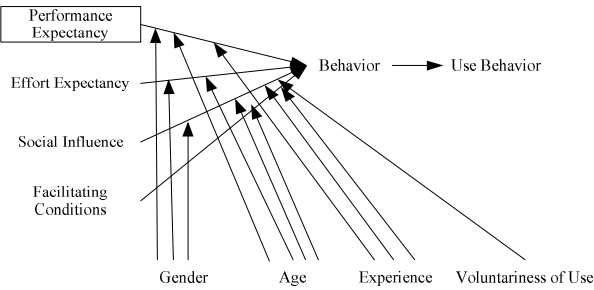 Performance
Expectancy
Effort Expectancy
Behavior
Use Behavior
Social Influence
Facilitating
Conditions
Gender
Age
Experience
Voluntariness of Use